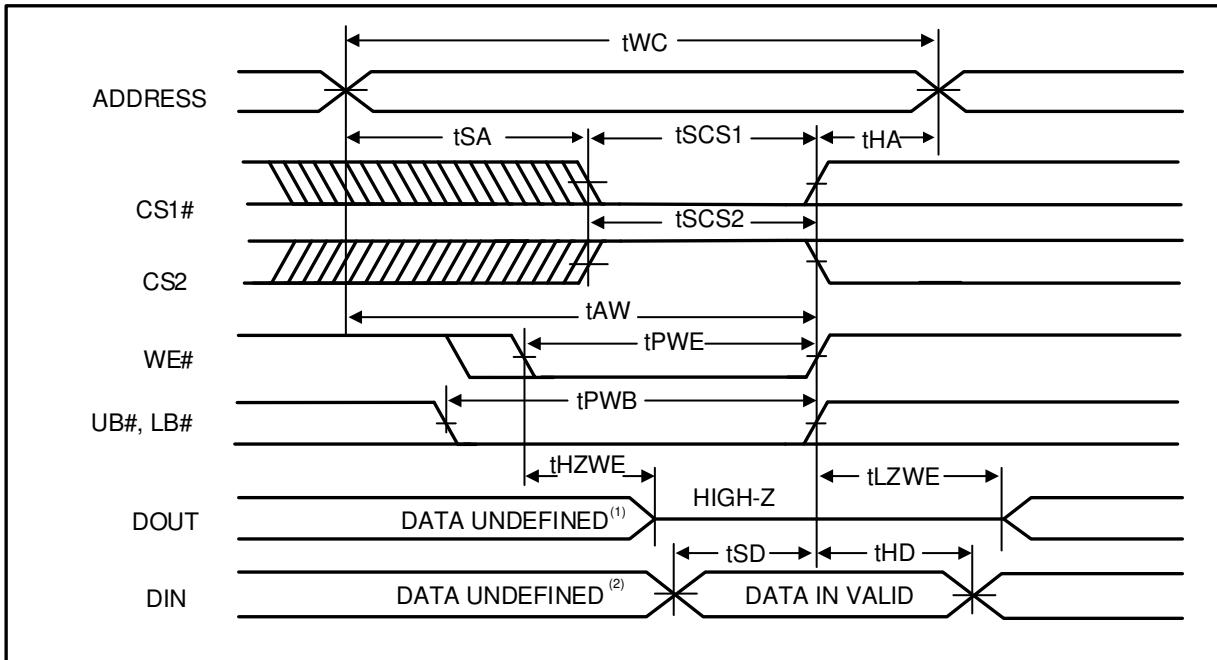 tWC
ADDRESS
tSA
tSCS1
tHA
CS1#
tSCS2
CS2
tAW
WE#
tPWE
UB#, LB#
tPWB
tHZWE
tLZWE
DOUT
DATA UNDEFINED(1)
HIGH-Z
tSD
tHD
DIN
DATA UNDEFINED(2)
DATA IN VALID